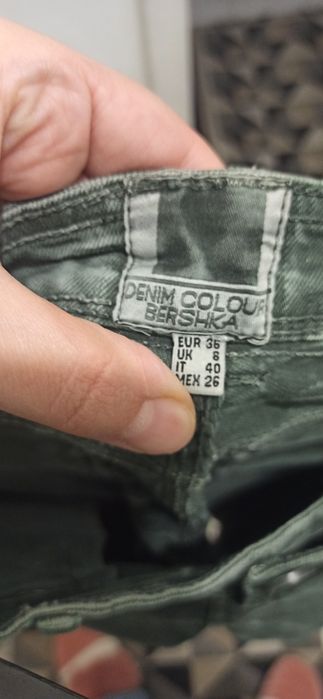 DENIM COLOUR
BERSHKA
EUR 36
UK 8
IT 40
MEX 26